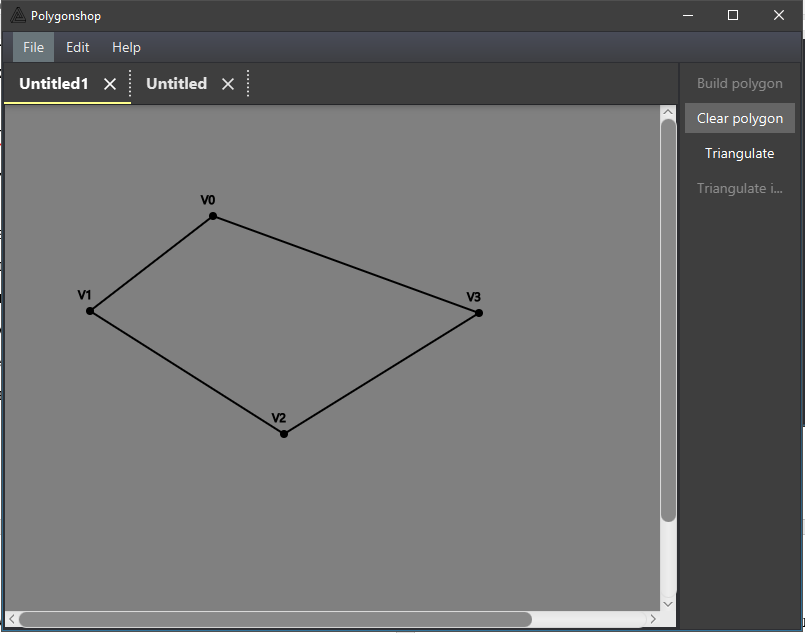 Polygonshop
File Edit Help
Untitled1 Untitled
Build polygon
Clear polygon
Triangulate
Triangulate i...
V0
V1
V3
V2